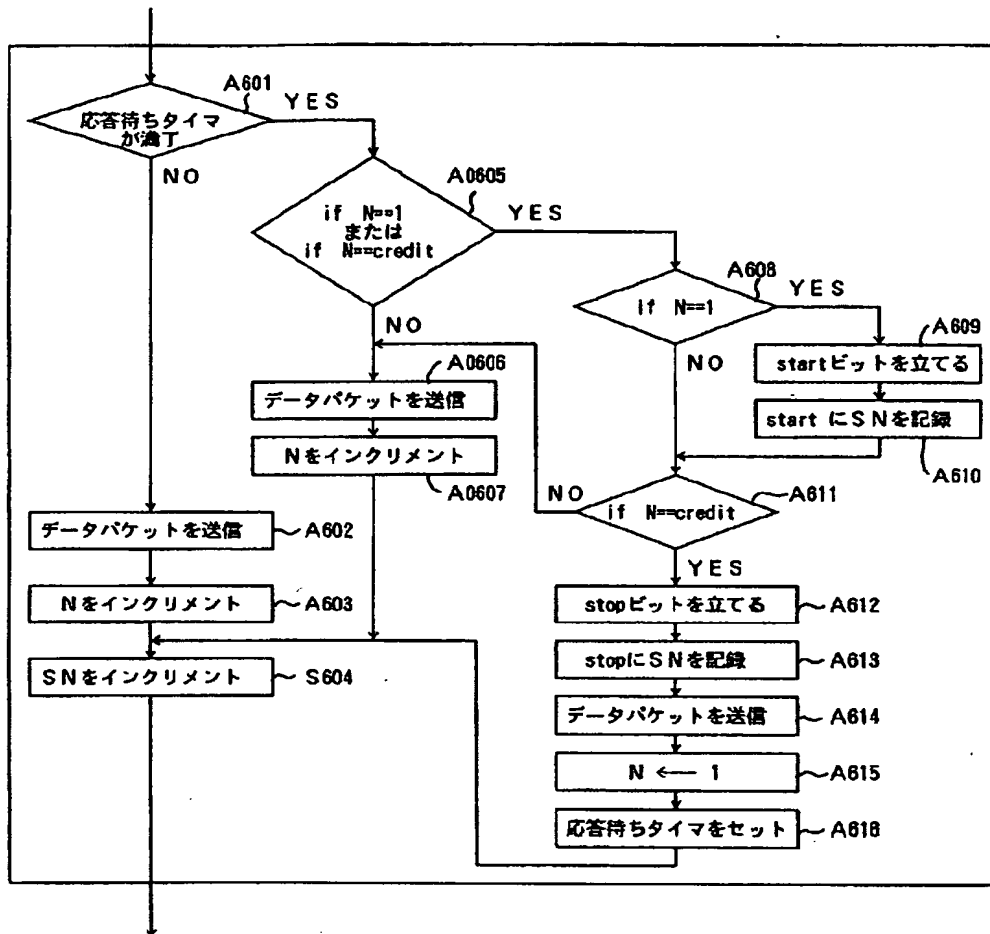 A601
応答待ちタイマ
が満了
YES
NO
A0605
if N==1
または
if N==credit
YES
NO
A608
if N==1
YES
NO
A609
startビットを立てる
start にSNを記録
A610
A0606
データパケットを送信
Nをインクリメント
A0607
A611
if N==credit
NO
YES
データパケットを送信
A602
Nをインクリメント
A603
SNをインクリメント
S604
stopビットを立てる
A612
stopにSNを記録
A613
データパケットを送信
A614
N ← 1
A615
応答待ちタイマをセット
A616